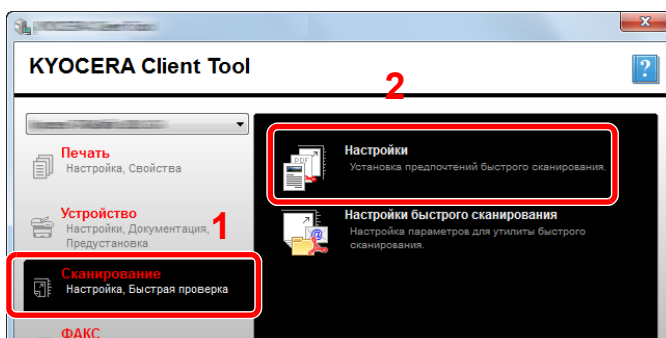 KYOCERA Client Tool
?
2
Печать
Настройка, Свойства
Устройство
Настройки, Документация,
Предустановка
1
Сканирование
Настройка, Быстрая проверка
ФАКС
Настройки
Установка предпочтений быстрого сканирования.
Настройки быстрого сканирования
Настройка параметров для утилиты быстрого
сканирования.
PDF